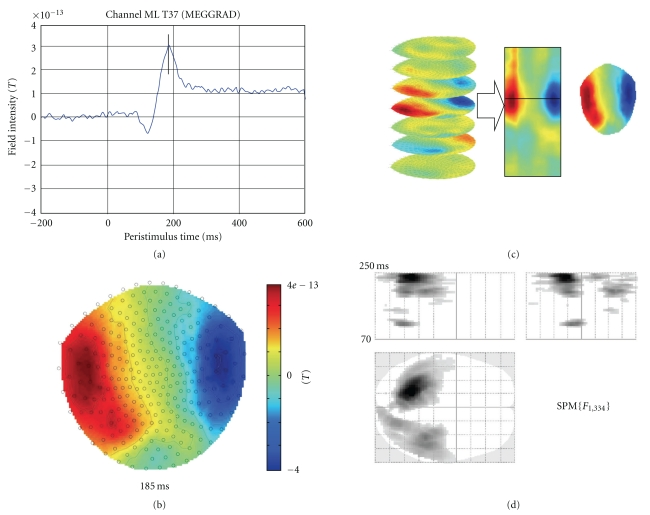 ×10⁻¹³
Channel ML T37 (MEGGRAD)
Field intensity (T)
4
3
2
1
0
−1
−2
−3
−4
−200
0
200
400
600
Peristimulus time (ms)
(a)
(c)
4e − 13
0
(T)
−4
185 ms
(b)
250 ms
70
SPM{F₁,₃₃₄}
(d)